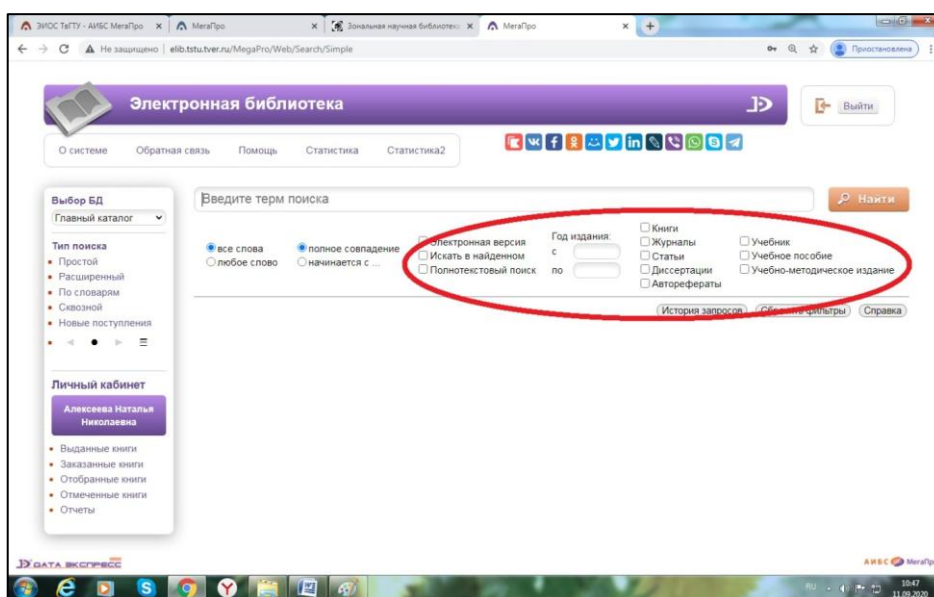 ЭИОС ТвГТУ - АИБС МегаПро
МегаПро
Зональная научная библиотека
МегаПро
Не защищено
elib.tstu.tver.ru/MegaPro/Web/Search/Simple
Приостановлена
Электронная библиотека
Выйти
О системе Обратная связь Помощь Статистика Статистика2
Выбор БД
Главный каталог
Тип поиска
Простой
Расширенный
По словарям
Сквозной
Новые поступления
Личный кабинет
Алексеева Наталья
Николаевна
Выданные книги
Заказанные книги
Отобранные книги
Отмеченные книги
Отчеты
Введите терм поиска
Найти
все слова
любое слово
полное совпадение
начинается с ...
Электронная версия
Искать в найденном
Полнотекстовый поиск
Год издания:
с
по
Книги
Журналы
Статьи
Диссертации
Авторефераты
Учебник
Учебное пособие
Учебно-методическое издание
История запросов Сбросить фильтры Справка
ДАТА ЭКСПРЕСС
АИБС МегаПр
RU
10:47
11.09.2020